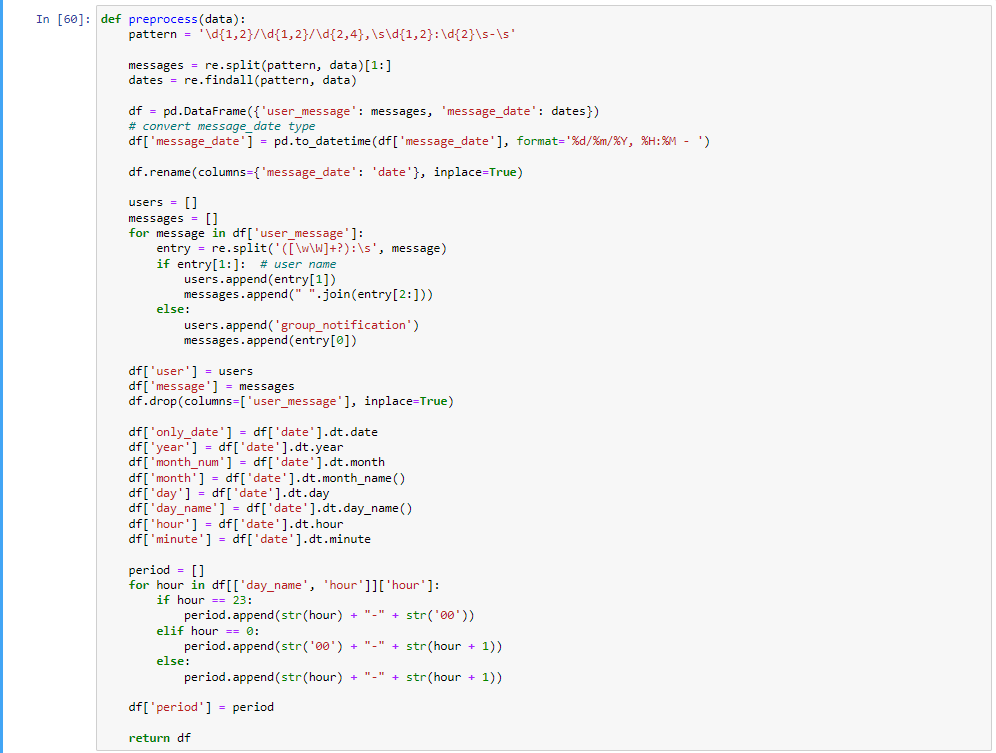 In [60]: def preprocess(data):
    pattern = '\d{1,2}/\d{1,2}/\d{2,4},\s\d{1,2}:\d{2}\s-\s'

    messages = re.split(pattern, data)[1:]
    dates = re.findall(pattern, data)

    df = pd.DataFrame({'user_message': messages, 'message_date': dates})
    # convert message_date type
    df['message_date'] = pd.to_datetime(df['message_date'], format='%d/%m/%Y, %H:%M - ')

    df.rename(columns={'message_date': 'date'}, inplace=True)

    users = []
    messages = []
    for message in df['user_message']:
        entry = re.split('([\w\W]+?):\s', message)
        if entry[1:]:  # user name
            users.append(entry[1])
            messages.append(" ".join(entry[2:]))
        else:
            users.append('group_notification')
            messages.append(entry[0])

    df['user'] = users
    df['message'] = messages
    df.drop(columns=['user_message'], inplace=True)

    df['only_date'] = df['date'].dt.date
    df['year'] = df['date'].dt.year
    df['month_num'] = df['date'].dt.month
    df['month'] = df['date'].dt.month_name()
    df['day'] = df['date'].dt.day
    df['day_name'] = df['date'].dt.day_name()
    df['hour'] = df['date'].dt.hour
    df['minute'] = df['date'].dt.minute

    period = []
    for hour in df[['day_name', 'hour']]['hour']:
        if hour == 23:
            period.append(str(hour) + "-" + str('00'))
        elif hour == 0:
            period.append(str('00') + "-" + str(hour + 1))
        else:
            period.append(str(hour) + "-" + str(hour + 1))

    df['period'] = period

    return df